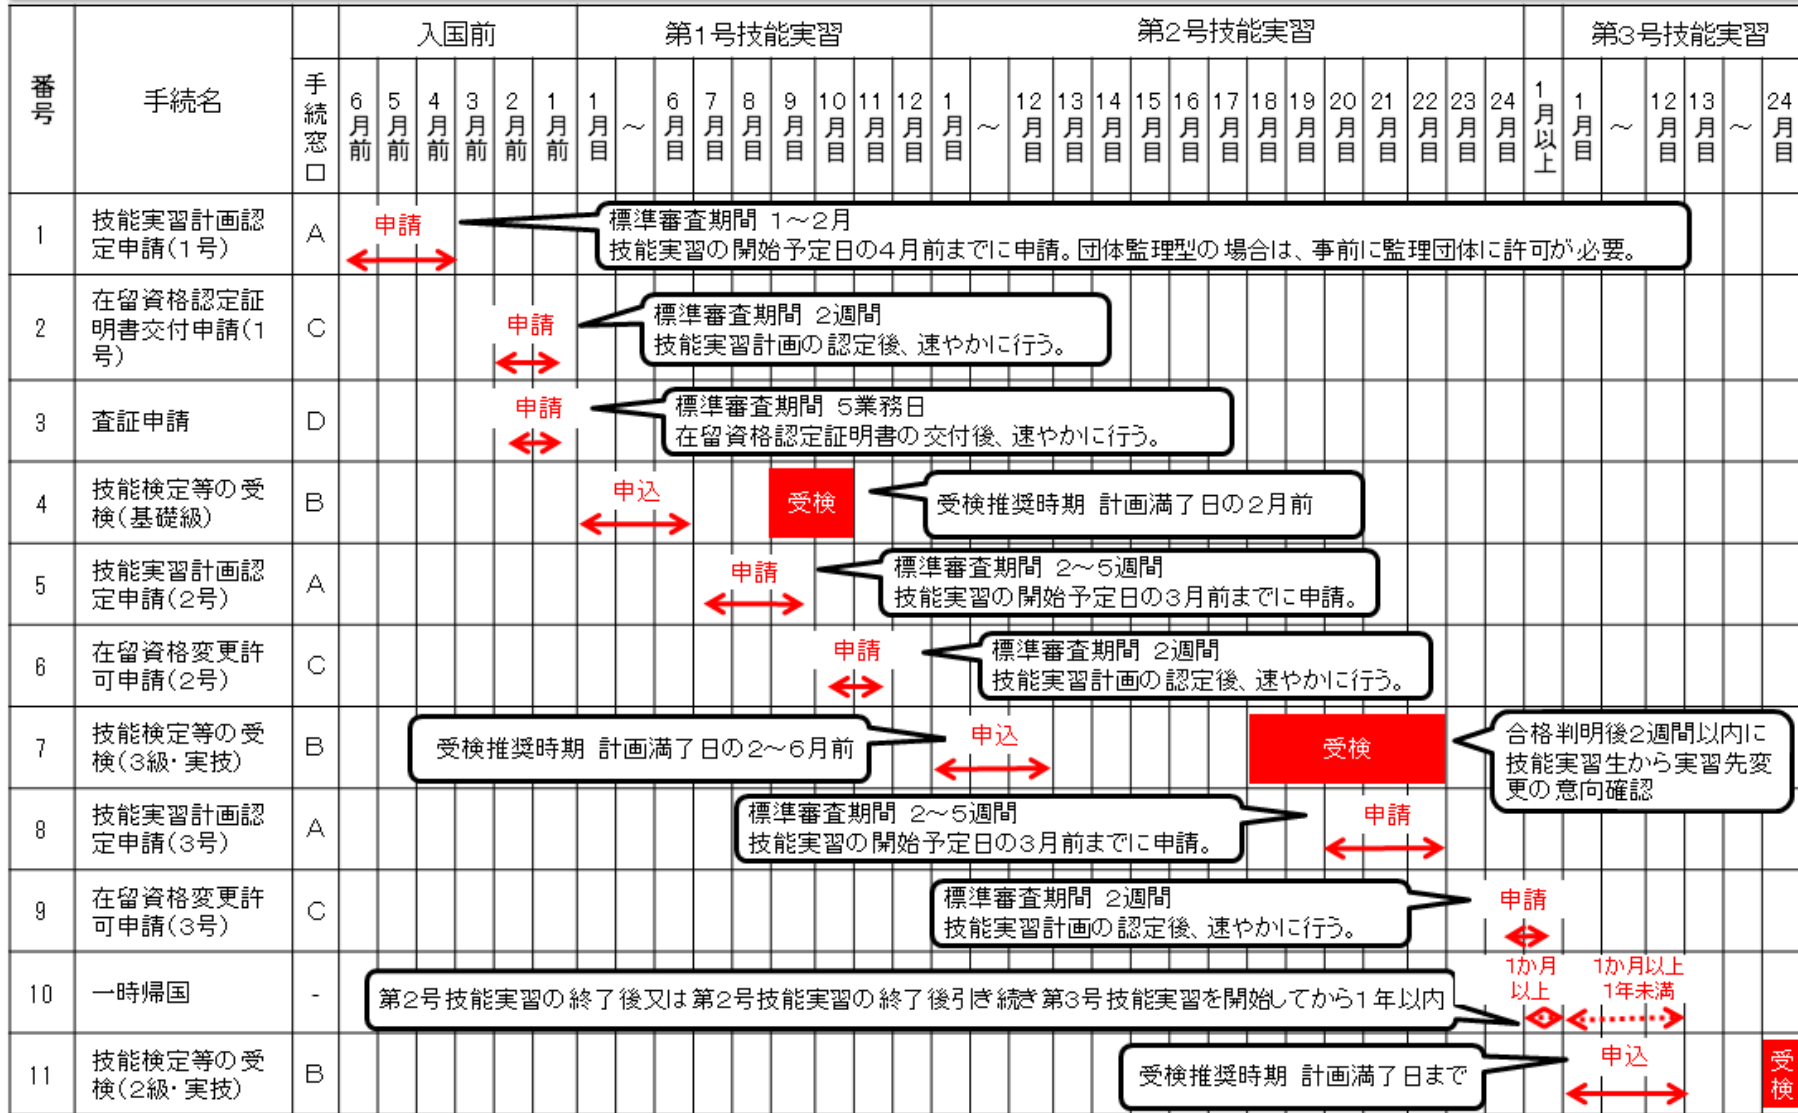 番号
手続名
手続窓口
入国前
第1号技能実習
第2号技能実習
第3号技能実習
6月前
5月前
4月前
3月前
2月前
1月前
1月目
～
6月目
7月目
8月目
9月目
10月目
11月目
12月目
1月目
～
12月目
13月目
14月目
15月目
16月目
17月目
18月目
19月目
20月目
21月目
22月目
23月目
24月目
1月以上
1月目
～
12月目
13月目
～
24月目
1
技能実習計画認
定申請(1号)
A
申請
標準審査期間 1～2月
技能実習の開始予定日の4月前までに申請。団体監理型の場合は、事前に監理団体に許可が必要。
2
在留資格認定証
明書交付申請(1
号)
C
申請
標準審査期間 2週間
技能実習計画の認定後、速やかに行う。
3
査証申請
D
申請
標準審査期間 5業務日
在留資格認定証明書の交付後、速やかに行う。
4
技能検定等の受
検(基礎級)
B
申込
受検
受検推奨時期 計画満了日の2月前
5
技能実習計画認
定申請(2号)
A
申請
標準審査期間 2～5週間
技能実習の開始予定日の3月前までに申請。
6
在留資格変更許
可申請(2号)
C
申請
標準審査期間 2週間
技能実習計画の認定後、速やかに行う。
7
技能検定等の受
検(3級・実技)
B
受検推奨時期 計画満了日の2～6月前
申込
受検
合格判明後2週間以内に
技能実習生から実習先変
更の意向確認
8
技能実習計画認
定申請(3号)
A
標準審査期間 2～5週間
技能実習の開始予定日の3月前までに申請。
申請
9
在留資格変更許
可申請(3号)
C
標準審査期間 2週間
技能実習計画の認定後、速やかに行う。
申請
10
一時帰国
-
第2号技能実習の終了後又は第2号技能実習の終了後引き続き第3号技能実習を開始してから1年以内
1か月
以上
1か月以上
1年未満
11
技能検定等の受
検(2級・実技)
B
受検推奨時期 計画満了日まで
申込
受検